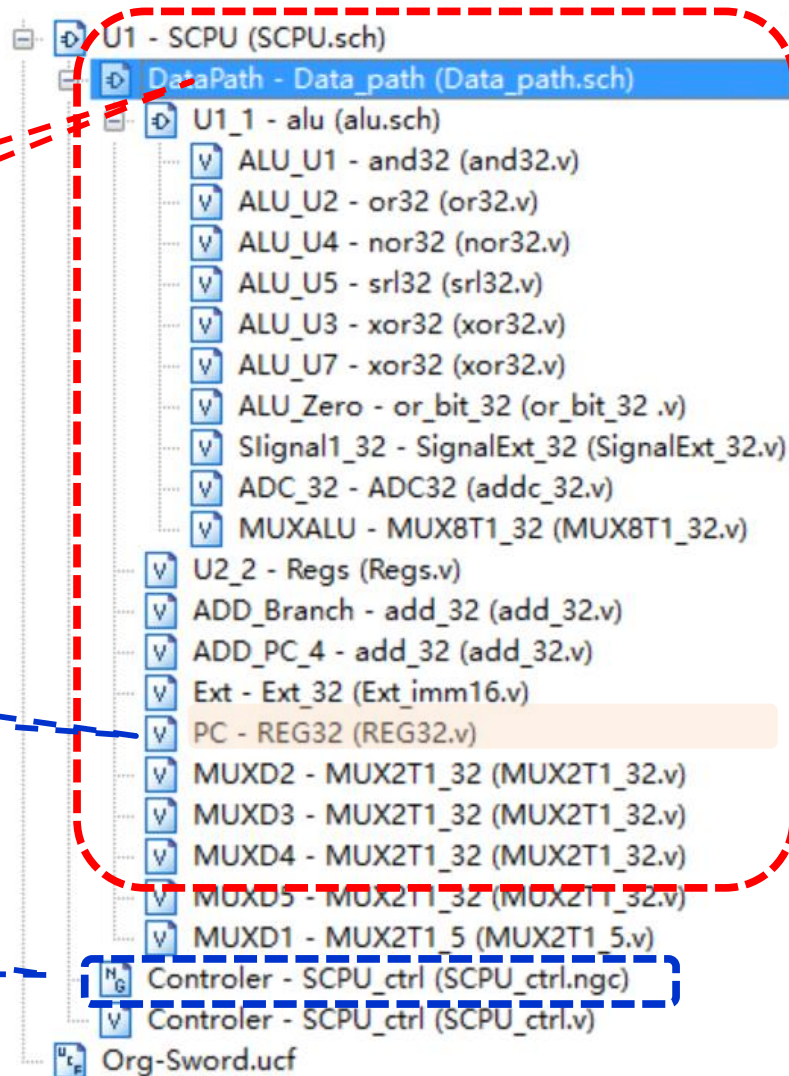 U1 - SCPU (SCPU.sch)
DataPath - Data_path (Data_path.sch)
U1_1 - alu (alu.sch)
V ALU_U1 - and32 (and32.v)
V ALU_U2 - or32 (or32.v)
V ALU_U4 - nor32 (nor32.v)
V ALU_U5 - srl32 (srl32.v)
V ALU_U3 - xor32 (xor32.v)
V ALU_U7 - xor32 (xor32.v)
V ALU_Zero - or_bit_32 (or_bit_32 .v)
V SIignal1_32 - SignalExt_32 (SignalExt_32.v)
V ADC_32 - ADC32 (addc_32.v)
V MUXALU - MUX8T1_32 (MUX8T1_32.v)
V U2_2 - Regs (Regs.v)
V ADD_Branch - add_32 (add_32.v)
V ADD_PC_4 - add_32 (add_32.v)
V Ext - Ext_32 (Ext_imm16.v)
V PC - REG32 (REG32.v)
V MUXD2 - MUX2T1_32 (MUX2T1_32.v)
V MUXD3 - MUX2T1_32 (MUX2T1_32.v)
V MUXD4 - MUX2T1_32 (MUX2T1_32.v)
V MUXD5 - MUX2T1_32 (MUX2T1_32.v)
V MUXD1 - MUX2T1_5 (MUX2T1_5.v)
NG Controler - SCPU_ctrl (SCPU_ctrl.ngc)
V Controler - SCPU_ctrl (SCPU_ctrl.v)
UCF Org-Sword.ucf